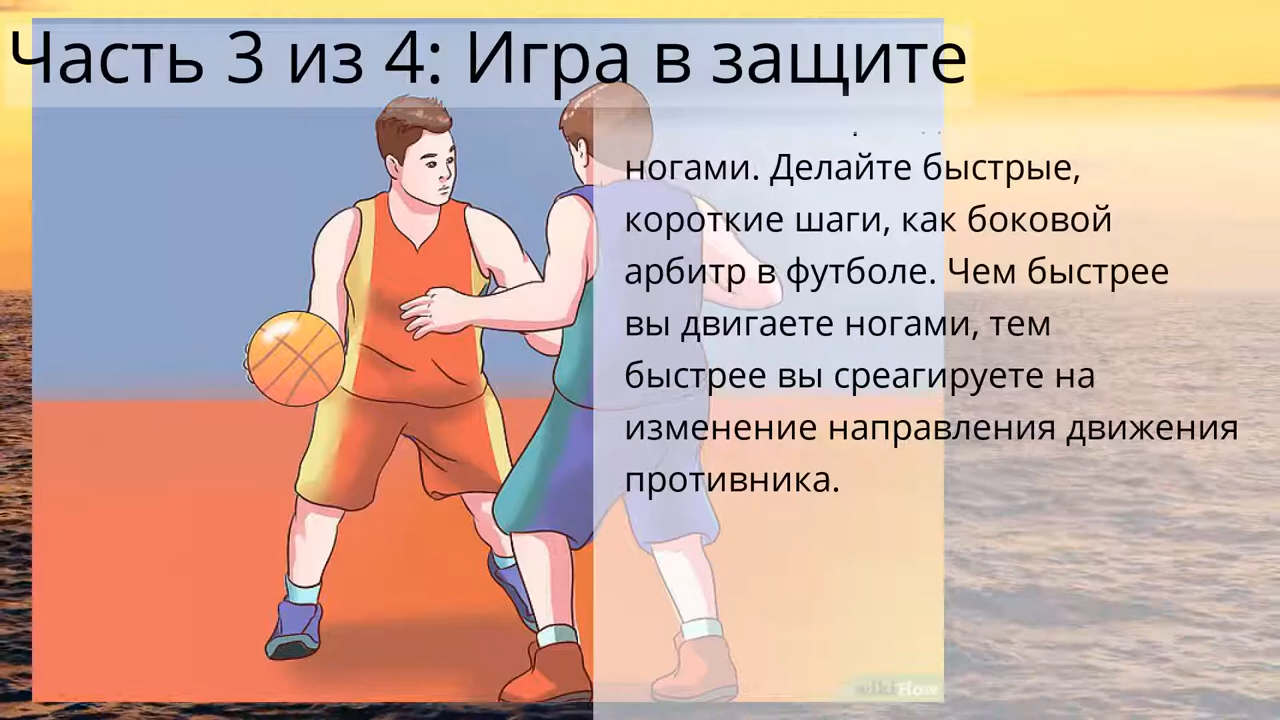 Часть 3 из 4: Игра в защите
ногами. Делайте быстрые,
короткие шаги, как боковой
арбитр в футболе. Чем быстрее
вы двигаете ногами, тем
быстрее вы среагируете на
изменение направления движения
противника.
wikiHow